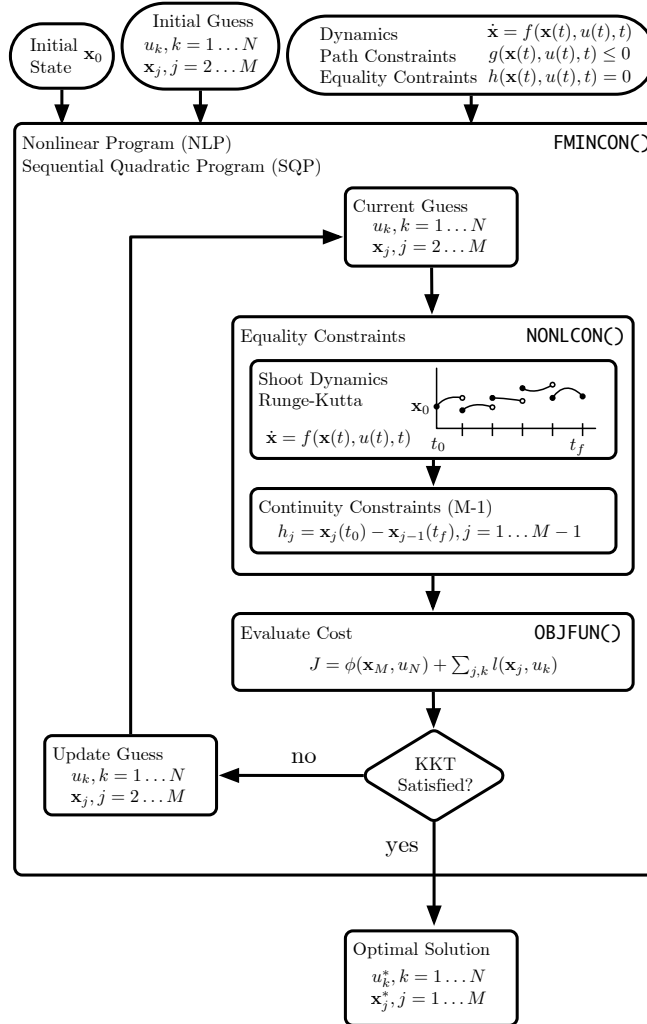 Initial State 𝐱₀
Initial Guess
u_k, k = 1 … N
𝐱_j, j = 2 … M
Dynamics ẋ = f(𝐱(t), u(t), t)
Path Constraints g(𝐱(t), u(t), t) ≤ 0
Equality Contraints h(𝐱(t), u(t), t) = 0
Nonlinear Program (NLP) FMINCON()
Sequential Quadratic Program (SQP)
Current Guess
u_k, k = 1 … N
𝐱_j, j = 2 … M
Equality Constraints NONLCON()
Shoot Dynamics
Runge-Kutta
ẋ = f(𝐱(t), u(t), t)
𝐱₀
t₀ t_f
Continuity Constraints (M-1)
h_j = 𝐱_j(t₀) − 𝐱_{j−1}(t_f), j = 1 … M − 1
Evaluate Cost OBJFUN()
J = ϕ(𝐱_M, u_N) + ∑_{j,k} l(𝐱_j, u_k)
KKT
Satisfied?
no
Update Guess
u_k, k = 1 … N
𝐱_j, j = 2 … M
yes
Optimal Solution
u*_k, k = 1 … N
𝐱*_j, j = 1 … M